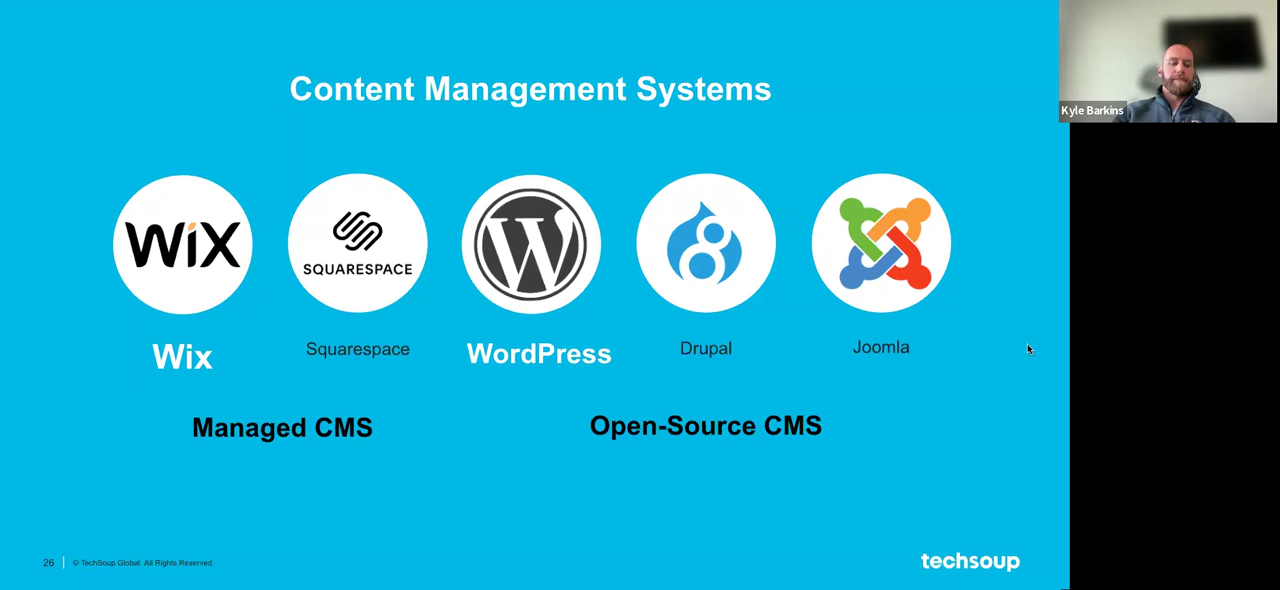 Content Management Systems
Kyle Barkins
WiX
SQUARESPACE
W
8
Wix
Squarespace
WordPress
Drupal
Joomla
Managed CMS
Open-Source CMS
26
© TechSoup Global. All Rights Reserved.
techsoup